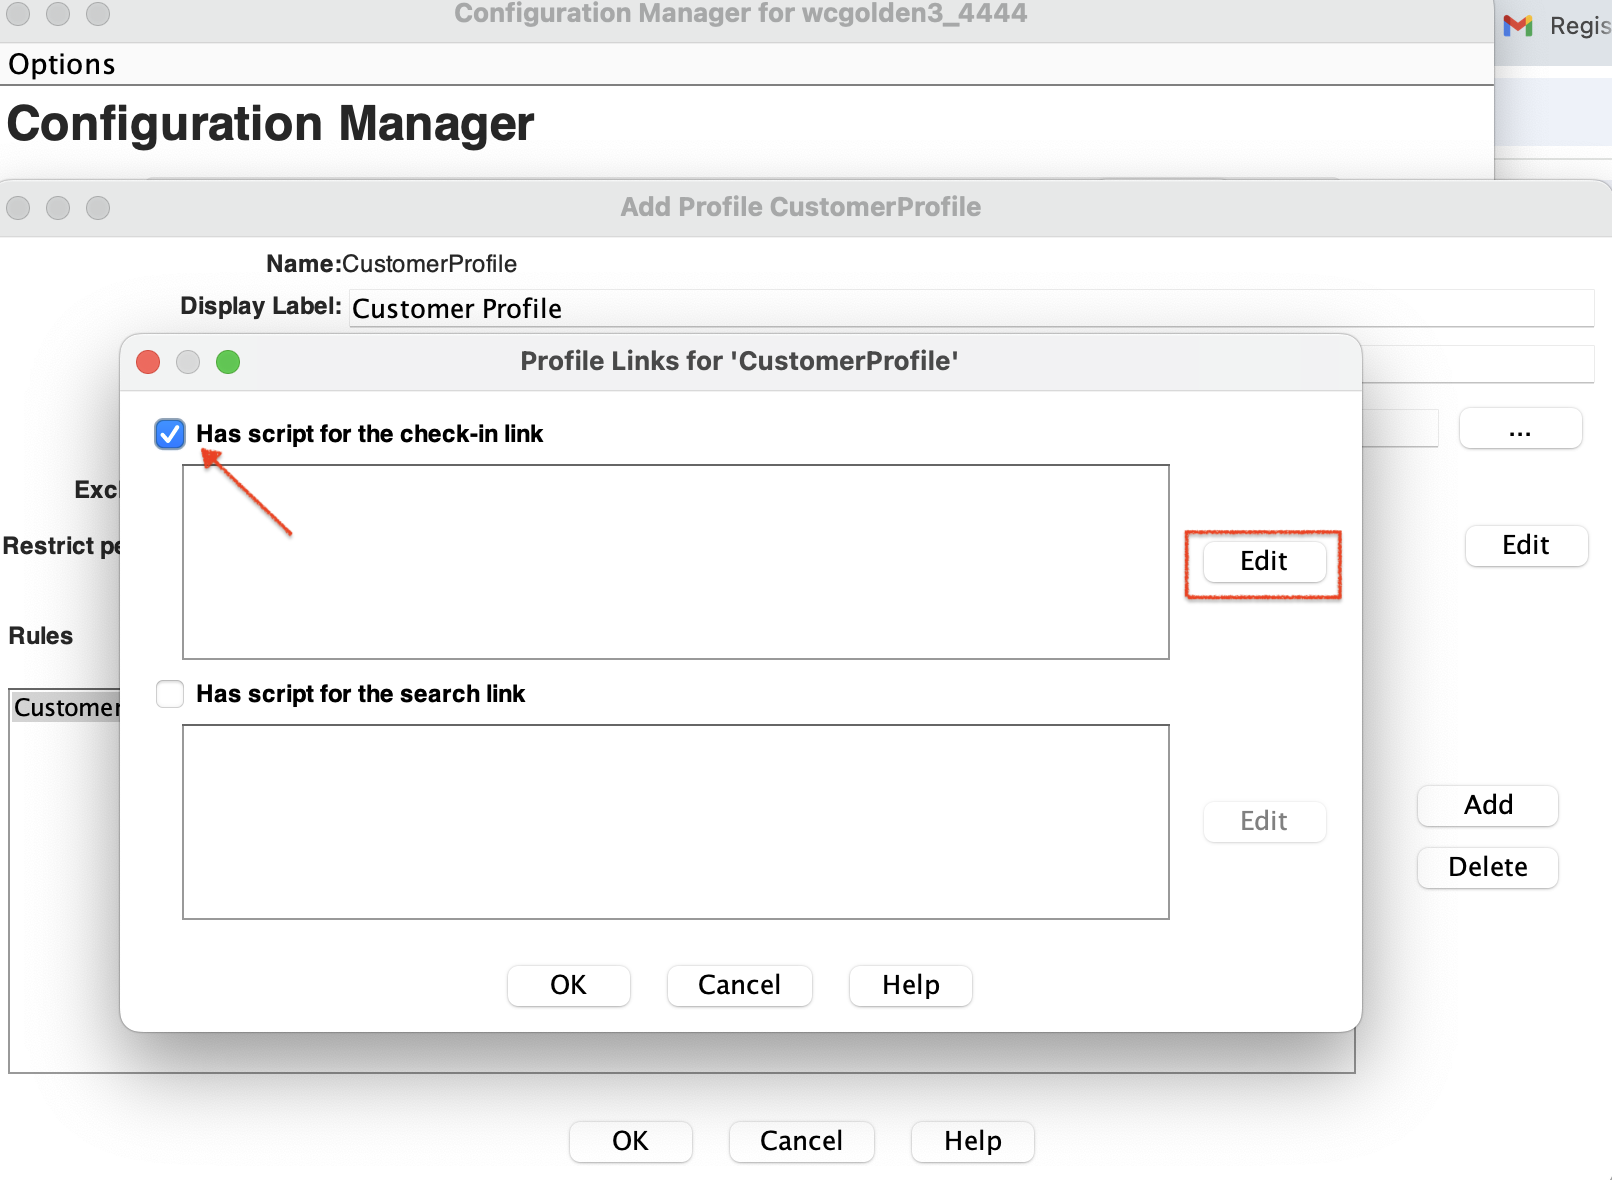 Configuration Manager for wcgolden3_4444
Regis
Options
Configuration Manager
Add Profile CustomerProfile
Name:CustomerProfile
Display Label: Customer Profile
Profile Links for 'CustomerProfile'
Has script for the check-in link
...
Excl
Restrict pe
Edit
Edit
Rules
Has script for the search link
Customer
Edit
Add
Delete
OK Cancel Help
OK Cancel Help